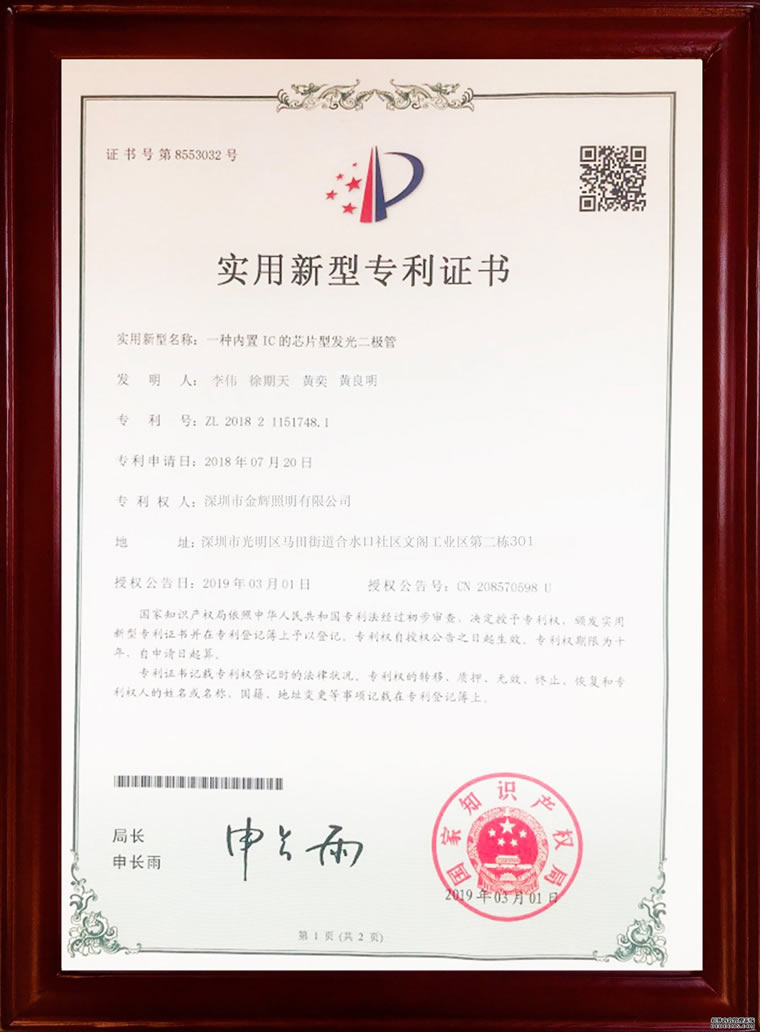 证书号第8553032号
实用新型专利证书
实用新型名称：一种内置IC的芯片型发光二极管
发明人：李伟 徐期天 黄奕 黄良明
专利号：ZL 2018 2 1151748.1
专利申请日：2018年07月20日
专利权人：深圳市金辉照明有限公司
地址：深圳市光明区马田街道合水口社区文阁工业区第二栋301
授权公告日：2019年03月01日 授权公告号：CN 208570598 U
国家知识产权局依照中华人民共和国专利法经过初步审查，决定授予专利权，颁发实用
新型专利证书并在专利登记簿上予以登记。专利权自授权公告之日起生效。专利权期限为十
年，自申请日起算。
专利证书记载专利权登记时的法律状况。专利权的转移、质押、无效、终止、恢复和专
利权人的姓名或名称、国籍、地址变更等事项记载在专利登记簿上。
局长
申长雨
申长雨
国家知识产权局
2019年03月01日
第 1 页 (共 2 页)